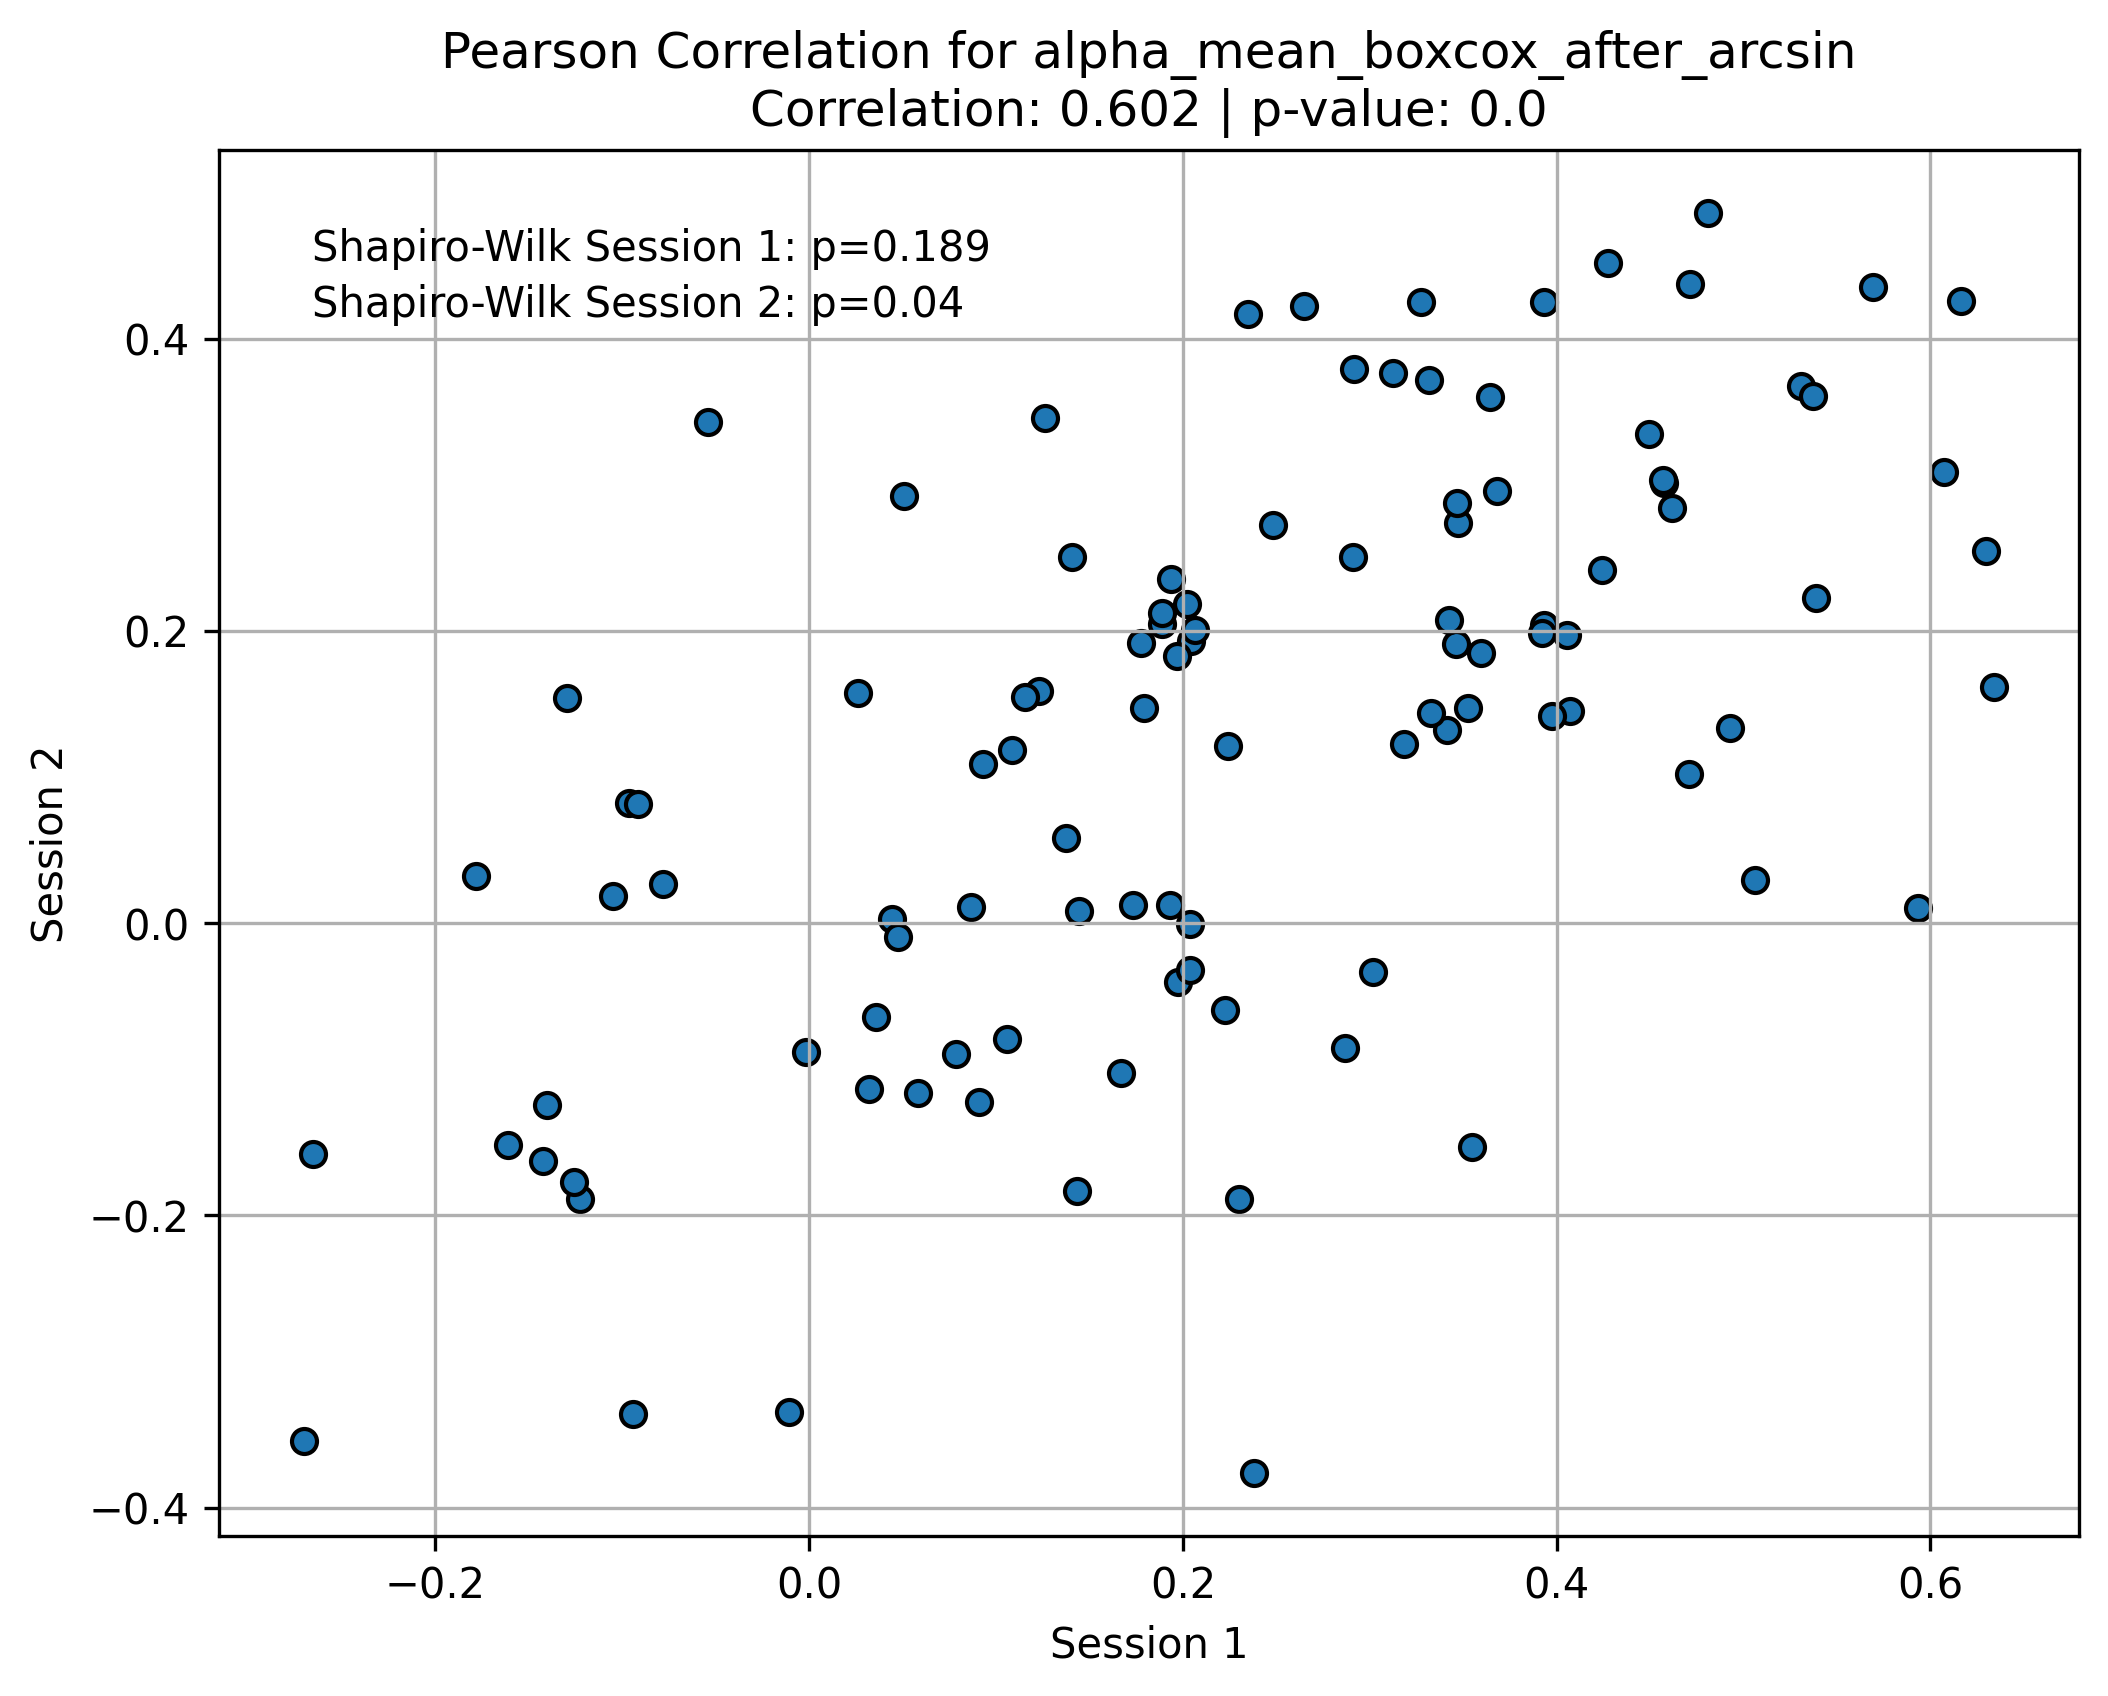 Pearson Correlation for alpha_mean_boxcox_after_arcsin
Correlation: 0.602 | p-value: 0.0
Shapiro-Wilk Session 1: p=0.189
Shapiro-Wilk Session 2: p=0.04
0.4
0.2
0.0
−0.2
−0.4
Session 2
−0.2 0.0 0.2 0.4 0.6
Session 1